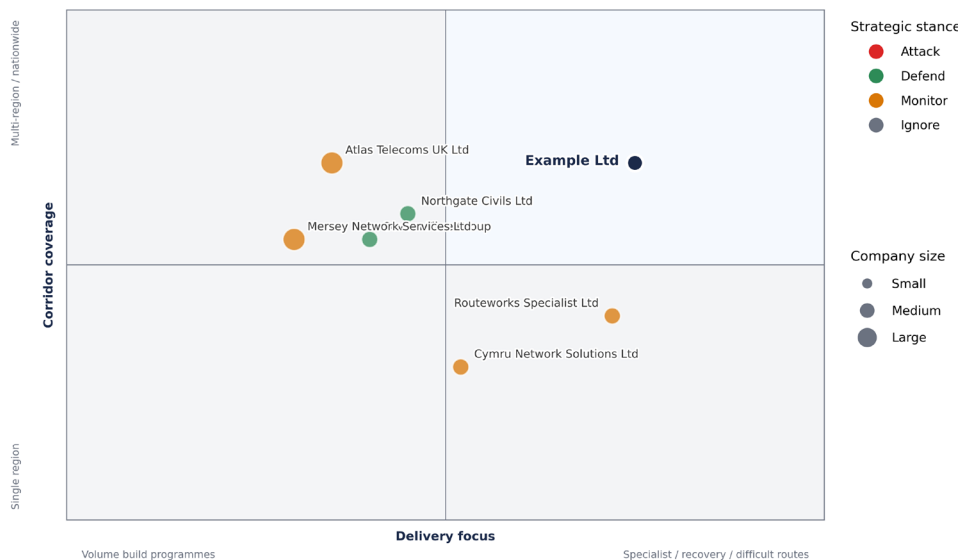 Multi-region / nationwide
Corridor coverage
Single region
Atlas Telecoms UK Ltd
Example Ltd
Northgate Civils Ltd
Mersey Network Services Ltd
Routeworks Specialist Ltd
Cymru Network Solutions Ltd
Delivery focus
Volume build programmes
Specialist / recovery / difficult routes
Strategic stance
Attack
Defend
Monitor
Ignore
Company size
Small
Medium
Large